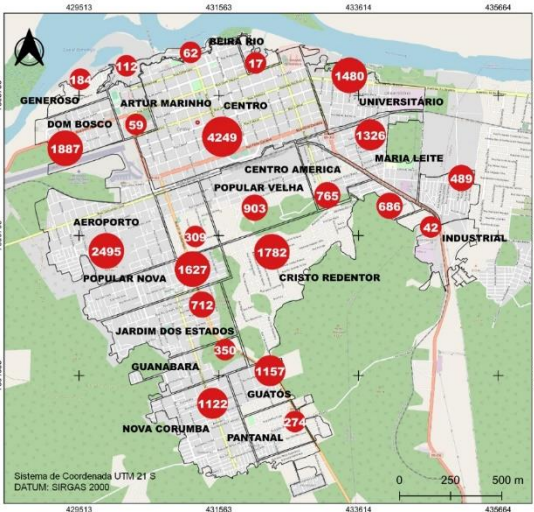 429513 431563 433614 435664
BEIRA RIO
62
17
112
184
1480
GENEROSO
ARTUR MARINHO
CENTRO
UNIVERSITÁRIO
DOM BOSCO
59
4249
1326
1887
MARIA LEITE
CENTRO AMERICA
489
POPULAR VELHA
765
903
686
AEROPORTO
42
309
INDUSTRIAL
2495
1782
1627
POPULAR NOVA
CRISTO REDENTOR
712
JARDIM DOS ESTADOS
350
GUANABARA
1157
GUATÓS
1122
274
NOVA CORUMBA
PANTANAL
Sistema de Coordenada UTM 21 S
DATUM: SIRGAS 2000
0 250 500 m
429513 431563 433614 435664